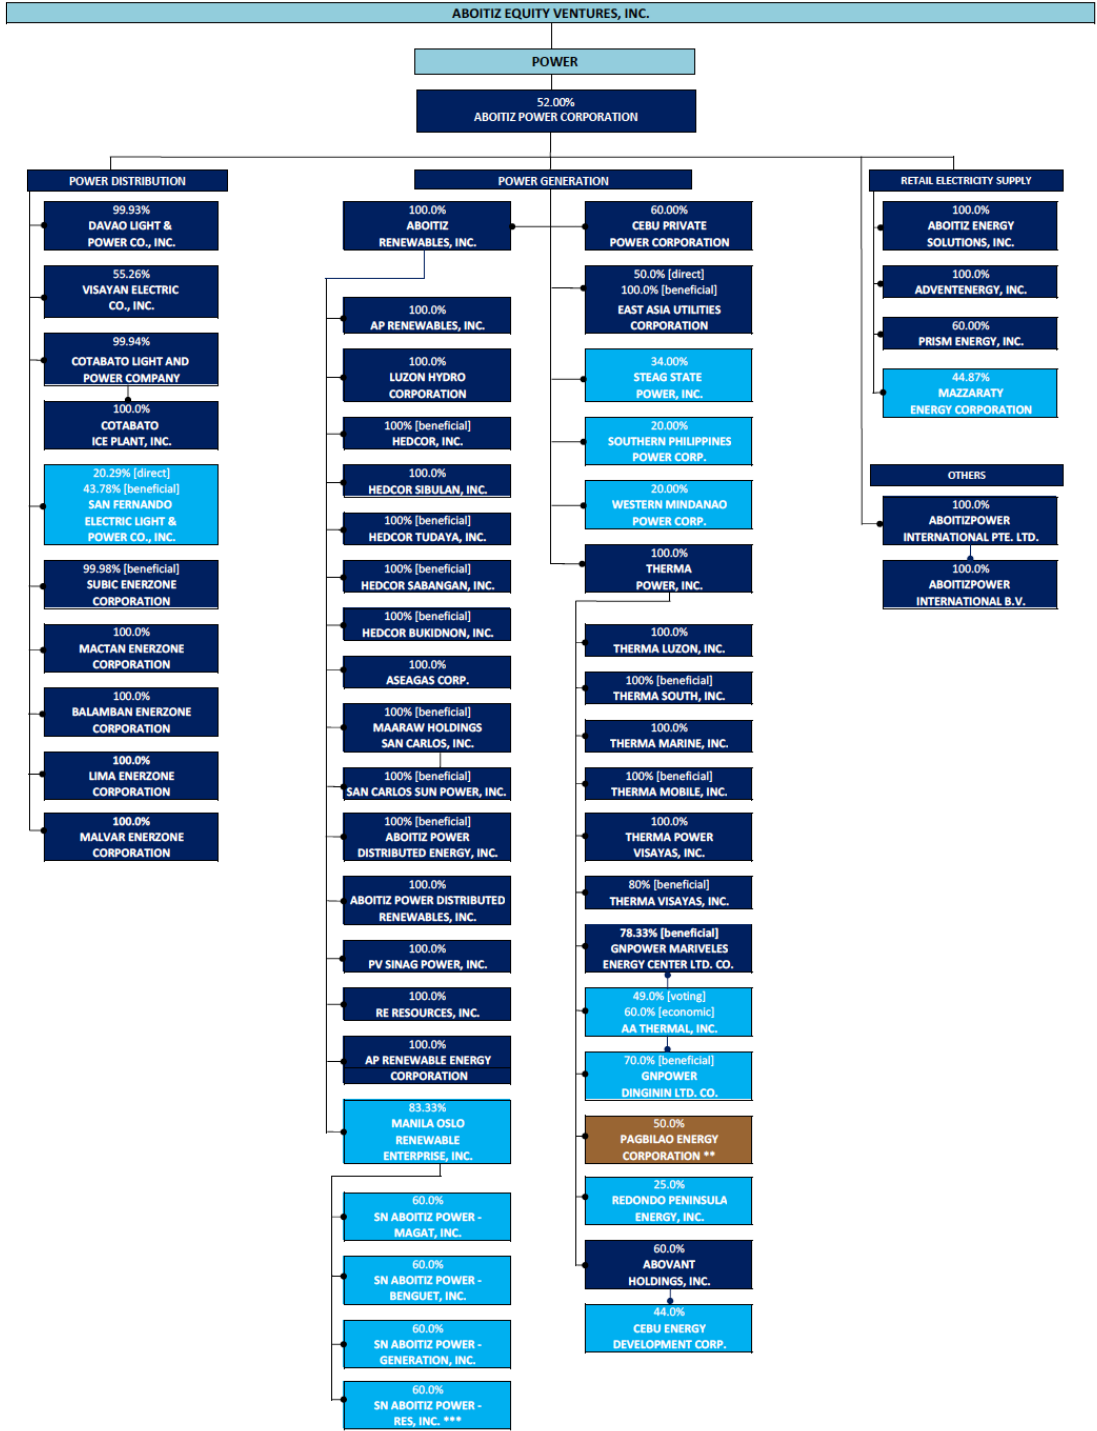 ABOITIZ EQUITY VENTURES, INC.
POWER
52.00%
ABOITIZ POWER CORPORATION
POWER DISTRIBUTION
99.93%
DAVAO LIGHT &
POWER CO., INC.
55.26%
VISAYAN ELECTRIC
CO., INC.
99.94%
COTABATO LIGHT AND
POWER COMPANY
100.0%
COTABATO
ICE PLANT, INC.
20.29% [direct]
43.78% [beneficial]
SAN FERNANDO
ELECTRIC LIGHT &
POWER CO., INC.
99.98% [beneficial]
SUBIC ENERZONE
CORPORATION
100.0%
MACTAN ENERZONE
CORPORATION
100.0%
BALAMBAN ENERZONE
CORPORATION
100.0%
LIMA ENERZONE
CORPORATION
100.0%
MALVAR ENERZONE
CORPORATION
POWER GENERATION
100.0%
ABOITIZ
RENEWABLES, INC.
100.0%
AP RENEWABLES, INC.
100.0%
LUZON HYDRO
CORPORATION
100% [beneficial]
HEDCOR, INC.
100.0%
HEDCOR SIBULAN, INC.
100% [beneficial]
HEDCOR TUDAYA, INC.
100% [beneficial]
HEDCOR SABANGAN, INC.
100% [beneficial]
HEDCOR BUKIDNON, INC.
100.0%
ASEAGAS CORP.
100% [beneficial]
MAARAW HOLDINGS
SAN CARLOS, INC.
100% [beneficial]
SAN CARLOS SUN POWER, INC.
100% [beneficial]
ABOITIZ POWER
DISTRIBUTED ENERGY, INC.
100.0%
ABOITIZ POWER DISTRIBUTED
RENEWABLES, INC.
100.0%
PV SINAG POWER, INC.
100.0%
RE RESOURCES, INC.
100.0%
AP RENEWABLE ENERGY
CORPORATION
83.33%
MANILA OSLO
RENEWABLE
ENTERPRISE, INC.
60.0%
SN ABOITIZ POWER -
MAGAT, INC.
60.0%
SN ABOITIZ POWER -
BENGUET, INC.
60.0%
SN ABOITIZ POWER -
GENERATION, INC.
60.0%
SN ABOITIZ POWER -
RES, INC. ***
60.00%
CEBU PRIVATE
POWER CORPORATION
50.0% [direct]
100.0% [beneficial]
EAST ASIA UTILITIES
CORPORATION
34.00%
STEAG STATE
POWER, INC.
20.00%
SOUTHERN PHILIPPINES
POWER CORP.
20.00%
WESTERN MINDANAO
POWER CORP.
100.0%
THERMA
POWER, INC.
100.0%
THERMA LUZON, INC.
100% [beneficial]
THERMA SOUTH, INC.
100.0%
THERMA MARINE, INC.
100% [beneficial]
THERMA MOBILE, INC.
100.0%
THERMA POWER
VISAYAS, INC.
80% [beneficial]
THERMA VISAYAS, INC.
78.33% [beneficial]
GNPOWER MARIVELES
ENERGY CENTER LTD. CO.
49.0% [voting]
60.0% [economic]
AA THERMAL, INC.
70.0% [beneficial]
GNPOWER
DINGININ LTD. CO.
50.0%
PAGBILAO ENERGY
CORPORATION **
25.0%
REDONDO PENINSULA
ENERGY, INC.
60.0%
ABOVANT
HOLDINGS, INC.
44.0%
CEBU ENERGY
DEVELOPMENT CORP.
RETAIL ELECTRICITY SUPPLY
100.0%
ABOITIZ ENERGY
SOLUTIONS, INC.
100.0%
ADVENTENERGY, INC.
60.00%
PRISM ENERGY, INC.
44.87%
MAZZARATY
ENERGY CORPORATION
OTHERS
100.0%
ABOITIZPOWER
INTERNATIONAL PTE. LTD.
100.0%
ABOITIZPOWER
INTERNATIONAL B.V.